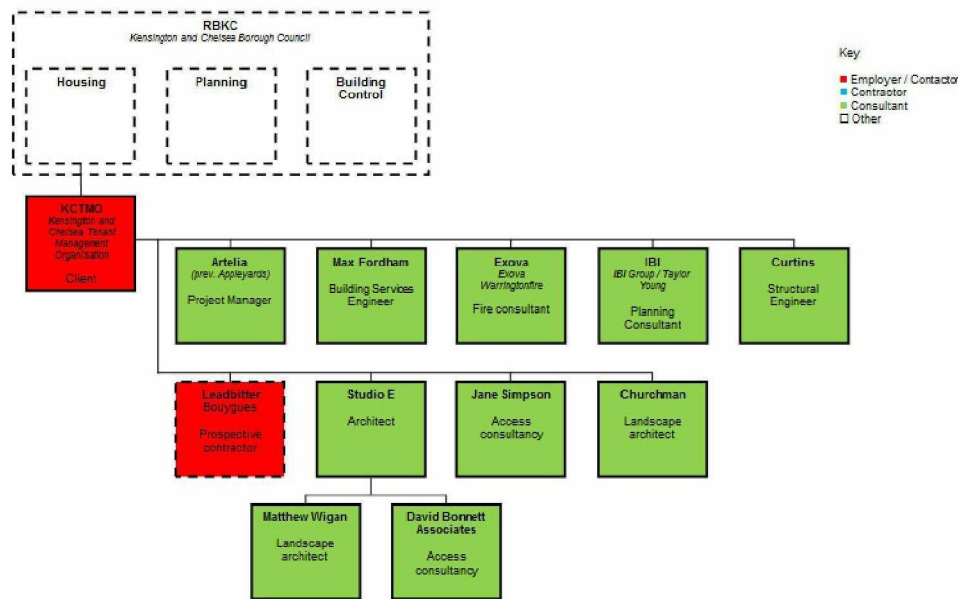 RBKC
Kensington and Chelsea Borough Council
Housing
Planning
Building
Control
Key
Employer / Contactor
Contractor
Consultant
Other
KCTMO
Kensington and
Chelsea Tenant
Management
Organisation
Client
Artelia
(prev. Appleyards)
Project Manager
Max Fordham
Building Services
Engineer
Exova
Exova
Warringtonfire
Fire consultant
IBI
IBI Group / Taylor
Young
Planning
Consultant
Curtins
Structural
Engineer
Leadbitter
Bouygues
Prospective
contractor
Studio E
Architect
Jane Simpson
Access
consultancy
Churchman
Landscape
architect
Matthew Wigan
Landscape
architect
David Bonnett
Associates
Access
consultancy